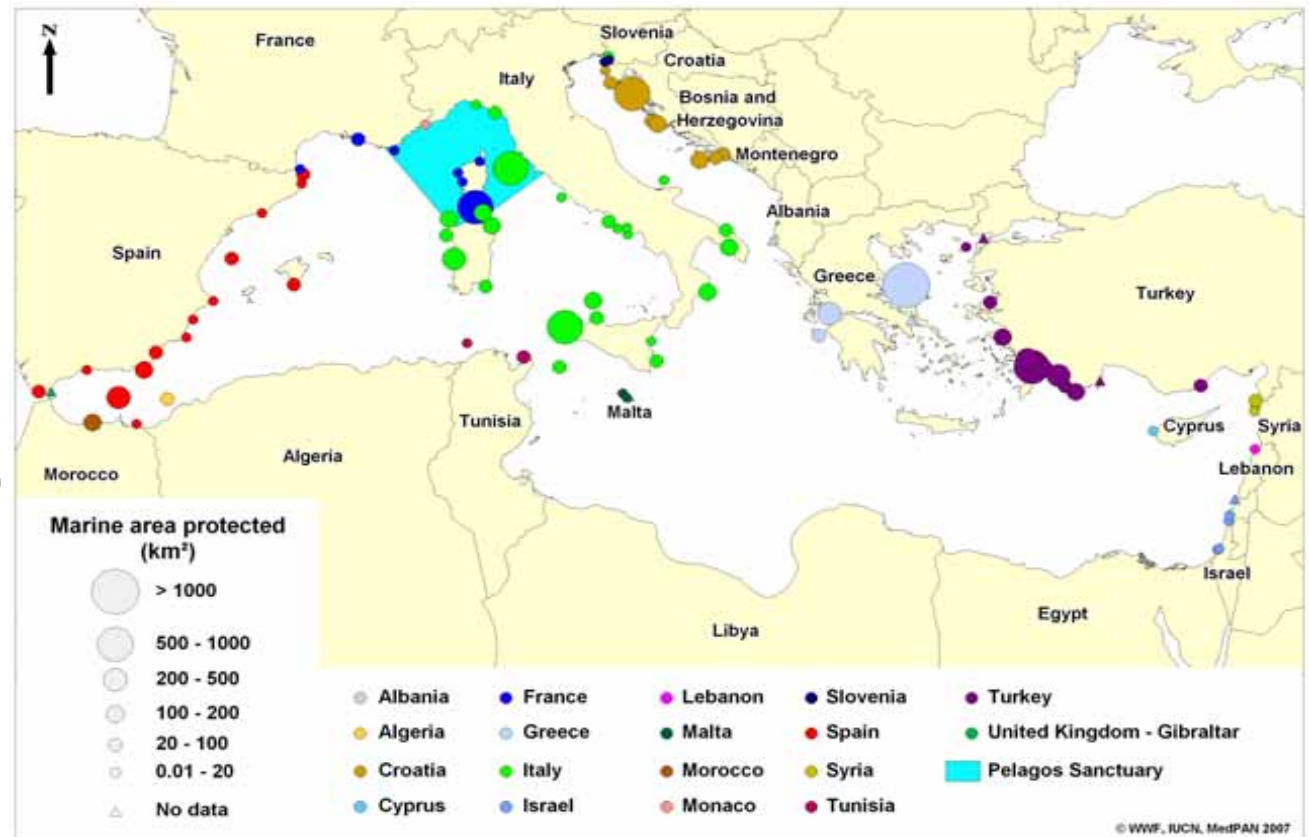 N
France
Slovenia
Croatia
Italy
Bosnia and
Herzegovina
Montenegro
Albania
Spain
Greece
Turkey
Malta
Tunisia
Cyprus
Syria
Algeria
Morocco
Lebanon
Israel
Libya
Egypt
Marine area protected
(km²)
> 1000
500 - 1000
200 - 500
100 - 200
20 - 100
0.01 - 20
No data
Albania
Algeria
Croatia
Cyprus
France
Greece
Italy
Israel
Lebanon
Malta
Morocco
Monaco
Slovenia
Spain
Syria
Tunisia
Turkey
United Kingdom - Gibraltar
Pelagos Sanctuary
© WWF, IUCN, MedPAN 2007